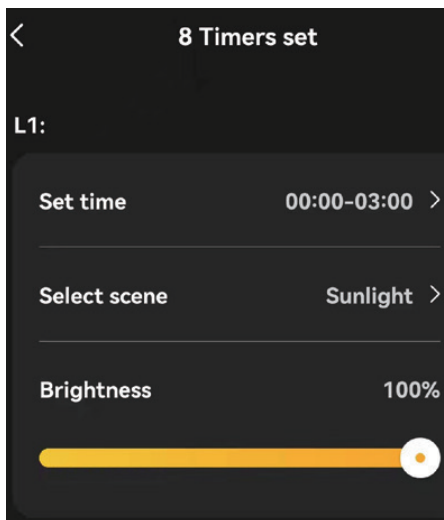 8 Timers set
L1:
Set time 00:00-03:00
Select scene Sunlight
Brightness 100%